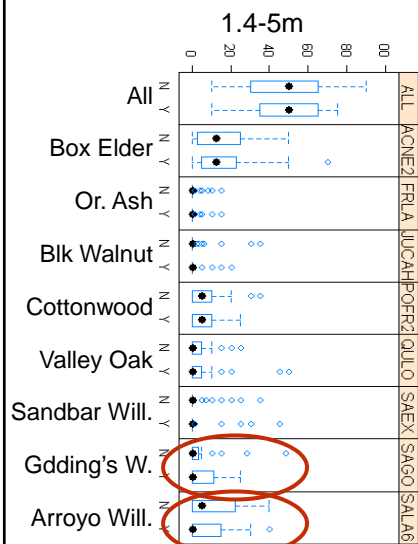 1.4-5m
0 20 40 60 80 00
All N Y ALL
Box Elder N Y ACNE2
Or. Ash N Y FRLA
Blk Walnut N Y JUCAH
Cottonwood N Y POFR2
Valley Oak N Y QULO
Sandbar Will. N Y SAEX
Gdding's W. N Y SAGO
Arroyo Will. N Y SALA6